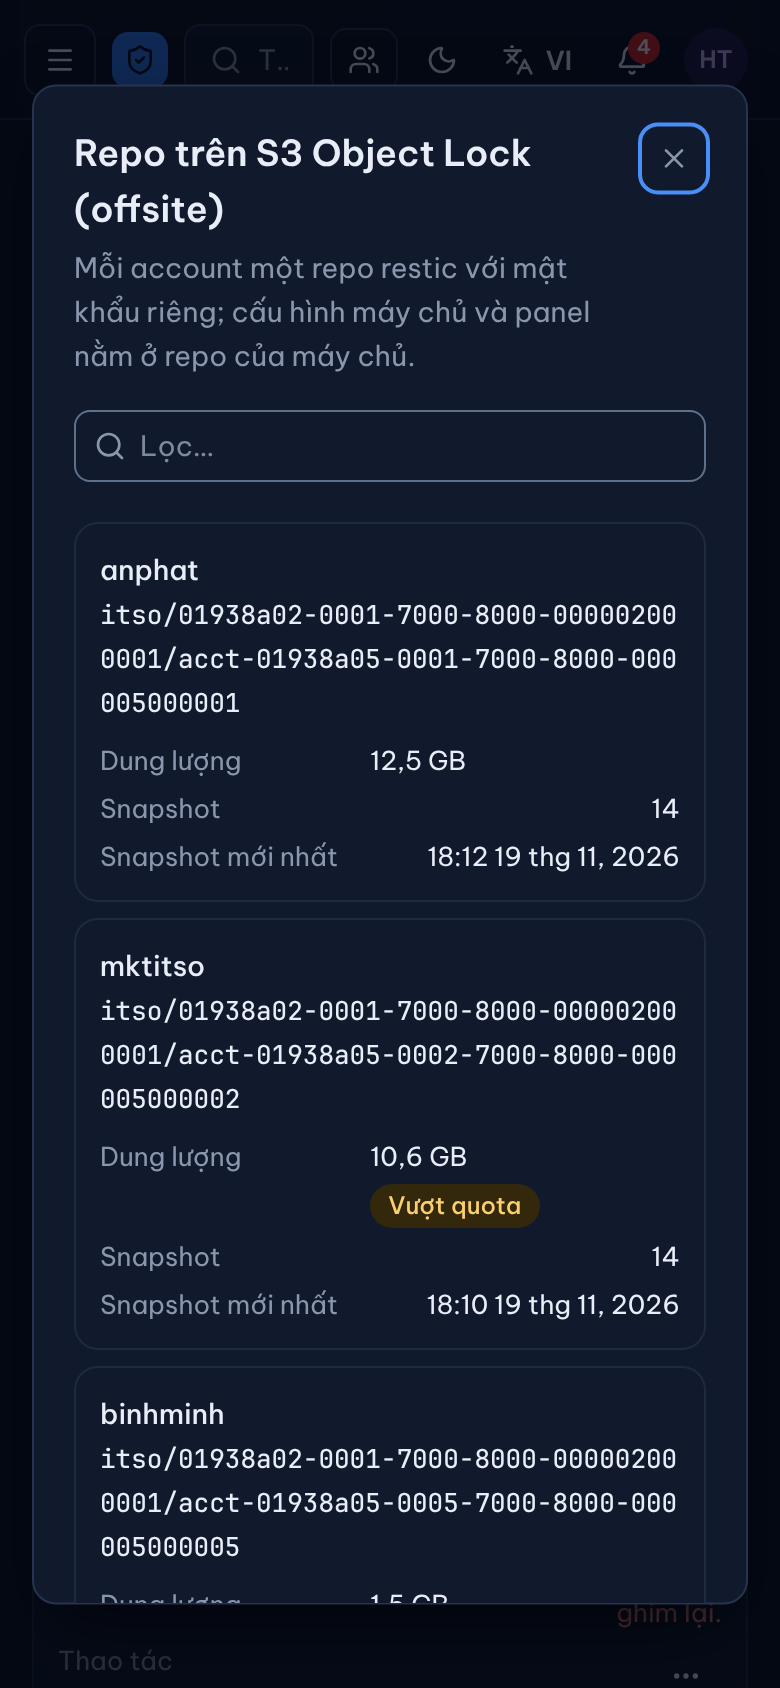 T..
VI
4
HT
Repo trên S3 Object Lock
(offsite)
Mỗi account một repo restic với mật
khẩu riêng; cấu hình máy chủ và panel
nằm ở repo của máy chủ.
Lọc...
anphat
itso/01938a02-0001-7000-8000-00000200
0001/acct-01938a05-0001-7000-8000-000
005000001
Dung lượng 12,5 GB
Snapshot 14
Snapshot mới nhất 18:12 19 thg 11, 2026
mktitso
itso/01938a02-0001-7000-8000-00000200
0001/acct-01938a05-0002-7000-8000-000
005000002
Dung lượng 10,6 GB
Vượt quota
Snapshot 14
Snapshot mới nhất 18:10 19 thg 11, 2026
binhminh
itso/01938a02-0001-7000-8000-00000200
0001/acct-01938a05-0005-7000-8000-000
005000005
Dung lượng 1,5 GB
ghim lại.
Thao tác